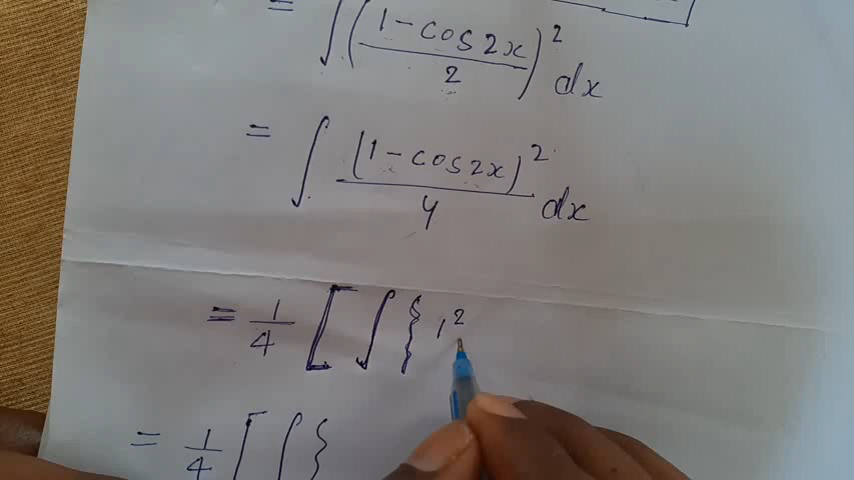 = ∫ ( (1 - cos 2x) / 2 )² dx
= ∫ (1 - cos 2x)² / 4 dx
= 1/4 [ ∫ { 1²
= 1/4 [ ∫ {